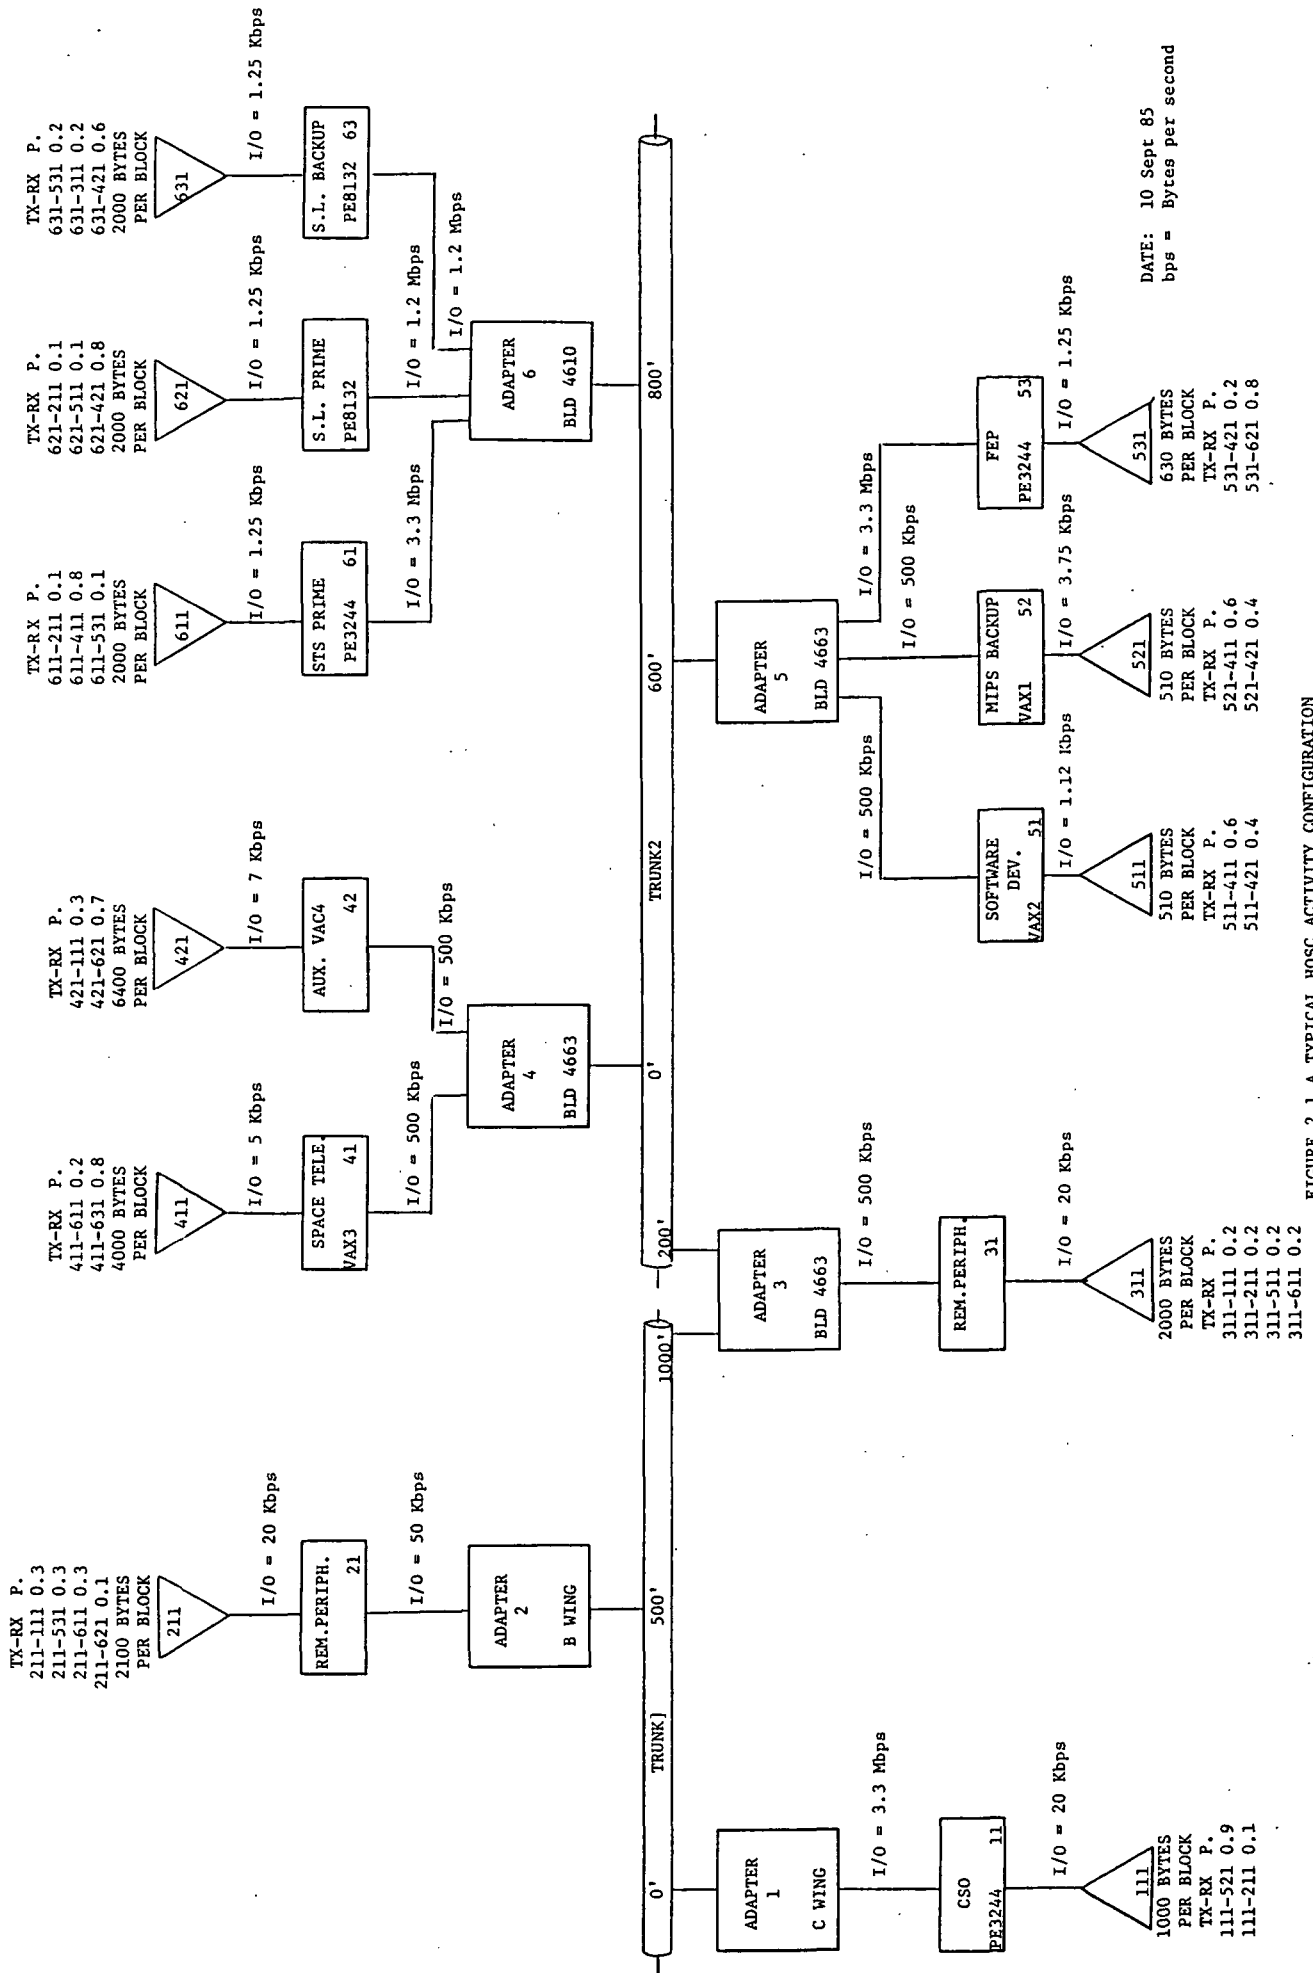 TX-RX P.
211-111 0.3
211-531 0.3
211-611 0.3
211-621 0.1
2100 BYTES
PER BLOCK
211
I/O = 20 Kbps
REM.PERIPH.
21
I/O = 50 Kbps
ADAPTER
2
B WING
TX-RX P.
411-611 0.2
411-631 0.8
4000 BYTES
PER BLOCK
411
I/O = 5 Kbps
SPACE TELE.
VAX3 41
I/O = 500 Kbps
TX-RX P.
421-111 0.3
421-621 0.7
6400 BYTES
PER BLOCK
421
I/O = 7 Kbps
AUX. VAC4
42
I/O = 500 Kbps
ADAPTER
4
BLD 4663
TX-RX P.
611-211 0.1
611-411 0.8
611-531 0.1
2000 BYTES
PER BLOCK
611
I/O = 1.25 Kbps
STS PRIME
PE3244 61
I/O = 3.3 Mbps
TX-RX P.
621-211 0.1
621-511 0.1
621-421 0.8
2000 BYTES
PER BLOCK
621
I/O = 1.25 Kbps
S.L. PRIME
PE8132
I/O = 1.2 Mbps
TX-RX P.
631-531 0.2
631-311 0.2
631-421 0.6
2000 BYTES
PER BLOCK
631
I/O = 1.25 Kbps
S.L. BACKUP
PE8132 63
I/O = 1.2 Mbps
ADAPTER
6
BLD 4610
0'
TRUNK]
500'
1000'
200'
0'
TRUNK2
600'
800'
ADAPTER
1
C WING
I/O = 3.3 Mbps
CSO
PE3244 11
I/O = 20 Kbps
111
1000 BYTES
PER BLOCK
TX-RX P.
111-521 0.9
111-211 0.1
ADAPTER
3
BLD 4663
I/O = 500 Kbps
REM.PERIPH.
31
I/O = 20 Kbps
311
2000 BYTES
PER BLOCK
TX-RX P.
311-111 0.2
311-211 0.2
311-511 0.2
311-611 0.2
ADAPTER
5
BLD 4663
I/O = 500 Kbps
SOFTWARE
DEV.
VAX2 51
I/O = 1.12 Kbps
511
510 BYTES
PER BLOCK
TX-RX P.
511-411 0.6
511-421 0.4
I/O = 500 Kbps
MIPS BACKUP
VAX1 52
I/O = 3.75 Kbps
521
510 BYTES
PER BLOCK
TX-RX P.
521-411 0.6
521-421 0.4
I/O = 3.3 Mbps
FEP
PE3244 53
I/O = 1.25 Kbps
531
630 BYTES
PER BLOCK
TX-RX P.
531-421 0.2
531-621 0.8
DATE: 10 Sept 85
bps = Bytes per second
FIGURE 2.1 A TYPICAL HOSC ACTIVITY CONFIGURATION